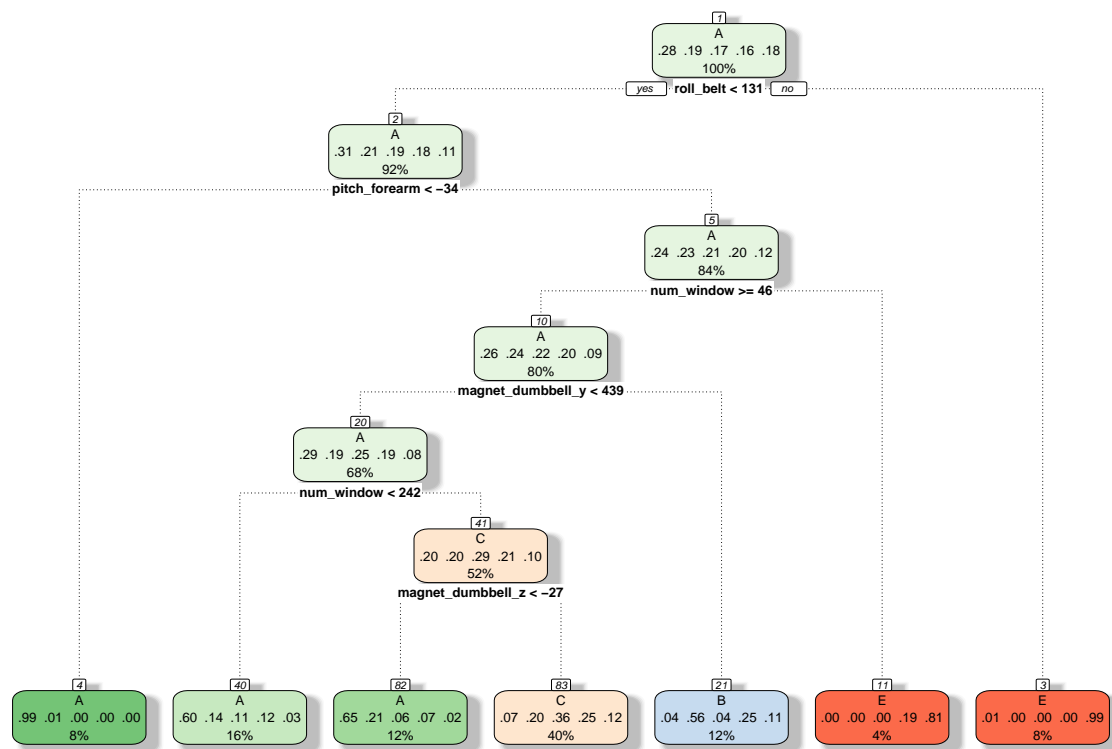 1
A
.28 .19 .17 .16 .18
100%
yes roll_belt < 131 no
2
A
.31 .21 .19 .18 .11
92%
pitch_forearm < −34
5
A
.24 .23 .21 .20 .12
84%
num_window >= 46
10
A
.26 .24 .22 .20 .09
80%
magnet_dumbbell_y < 439
20
A
.29 .19 .25 .19 .08
68%
num_window < 242
41
C
.20 .20 .29 .21 .10
52%
magnet_dumbbell_z < −27
4
A
.99 .01 .00 .00 .00
8%
40
A
.60 .14 .11 .12 .03
16%
82
A
.65 .21 .06 .07 .02
12%
83
C
.07 .20 .36 .25 .12
40%
21
B
.04 .56 .04 .25 .11
12%
11
E
.00 .00 .00 .19 .81
4%
3
E
.01 .00 .00 .00 .99
8%